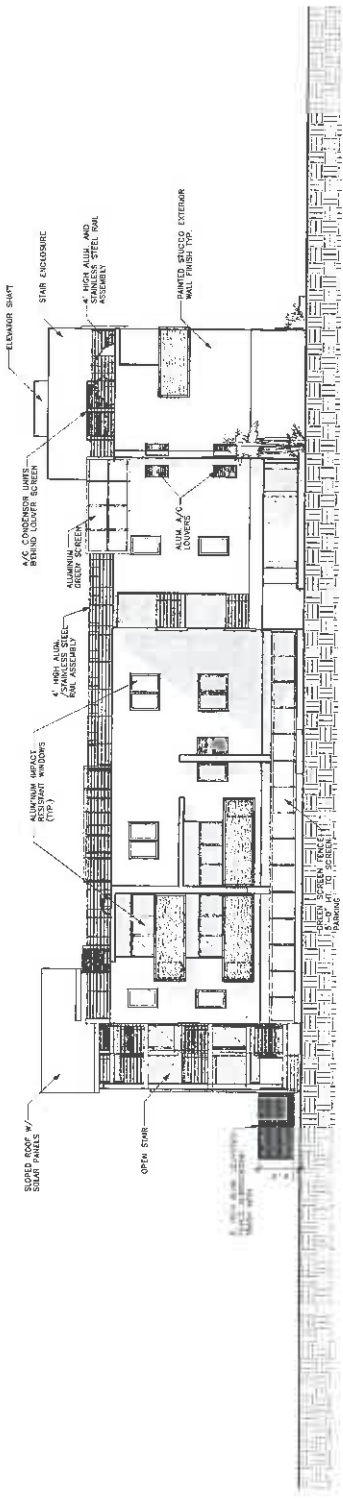 SLOPED ROOF W/
SOLAR PANELS
OPEN STAIR
ALUMINUM IMPACT
RESISTANT WINDOWS
(TYP.)
4' HIGH ALUM.
/STAINLESS STEEL
RAIL ASSEMBLY
GREEN SCREEN FENCE
HT. TO SCREEN
PARKING
ALUMINUM
GREEN SCREEN
ALUM. A/C
LOUVERS
A/C CONDENSOR UNITS
BEHIND LOUVER SCREEN
ELEVATOR SHAFT
STAIR ENCLOSURE
4' HIGH ALUM. AND
STAINLESS STEEL RAIL
ASSEMBLY
PAINTED STUCCO EXTERIOR
WALL FINISH TYP.